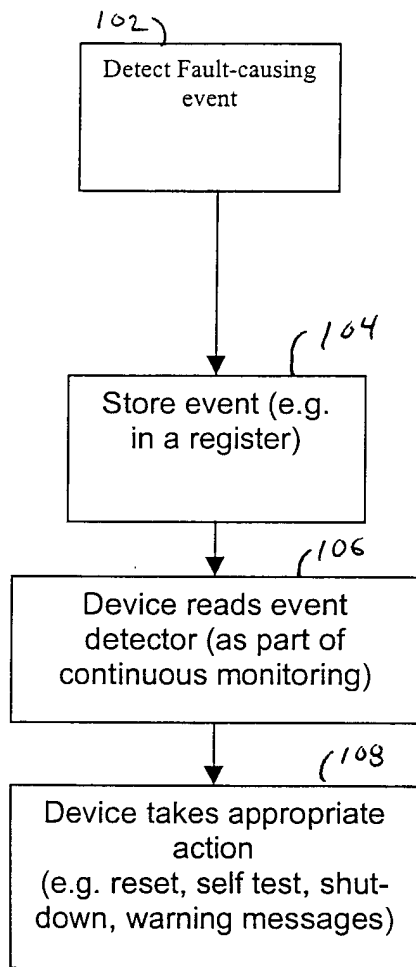 102
Detect Fault-causing
event
104
Store event (e.g.
in a register)
106
Device reads event
detector (as part of
continuous monitoring)
108
Device takes appropriate
action
(e.g. reset, self test, shut-
down, warning messages)